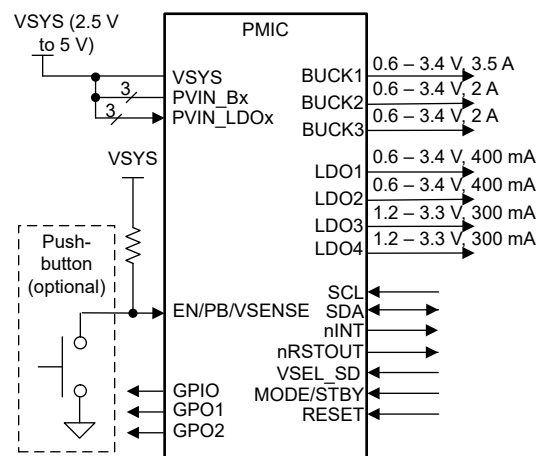 VSYS (2.5 V
to 5 V)
PMIC
VSYS
3
PVIN_Bx
3
PVIN_LDOx
VSYS
Push-
button
(optional)
EN/PB/VSENSE
GPIO
GPO1
GPO2
BUCK1
0.6 – 3.4 V, 3.5 A
BUCK2
0.6 – 3.4 V, 2 A
BUCK3
0.6 – 3.4 V, 2 A
LDO1
0.6 – 3.4 V, 400 mA
LDO2
0.6 – 3.4 V, 400 mA
LDO3
1.2 – 3.3 V, 300 mA
LDO4
1.2 – 3.3 V, 300 mA
SCL
SDA
nINT
nRSTOUT
VSEL_SD
MODE/STBY
RESET